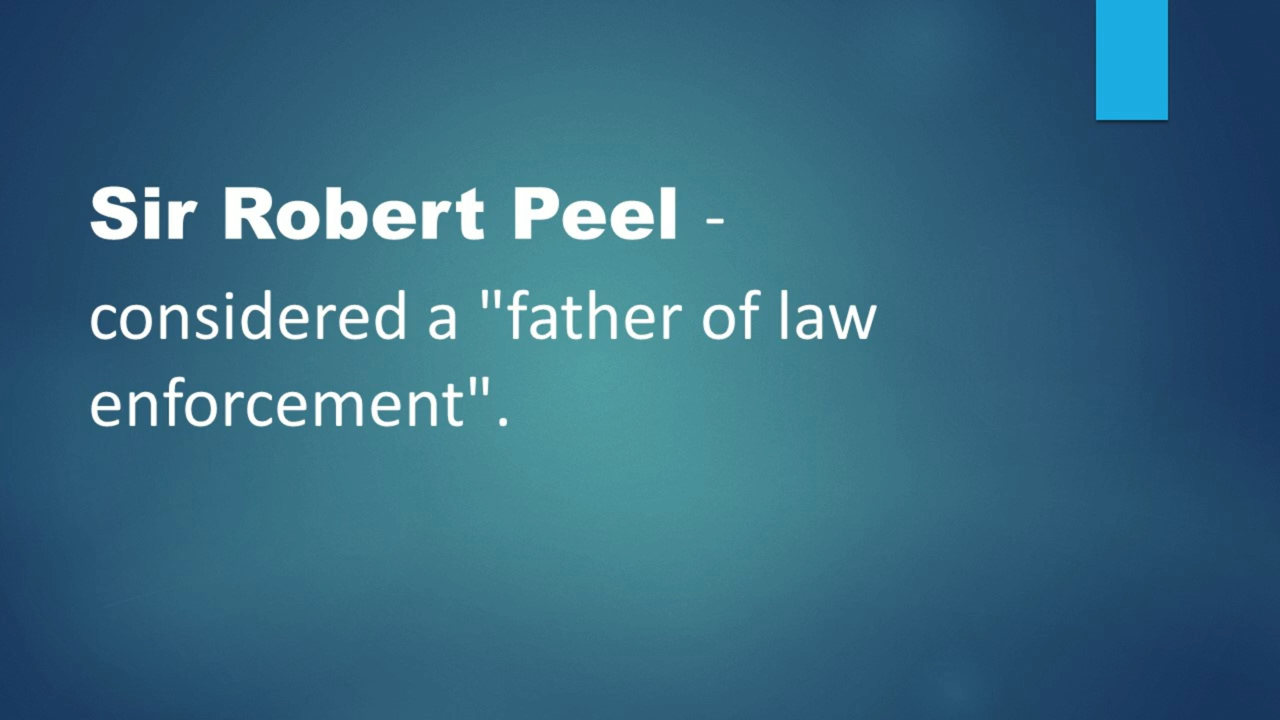 Sir Robert Peel -
considered a "father of law
enforcement".